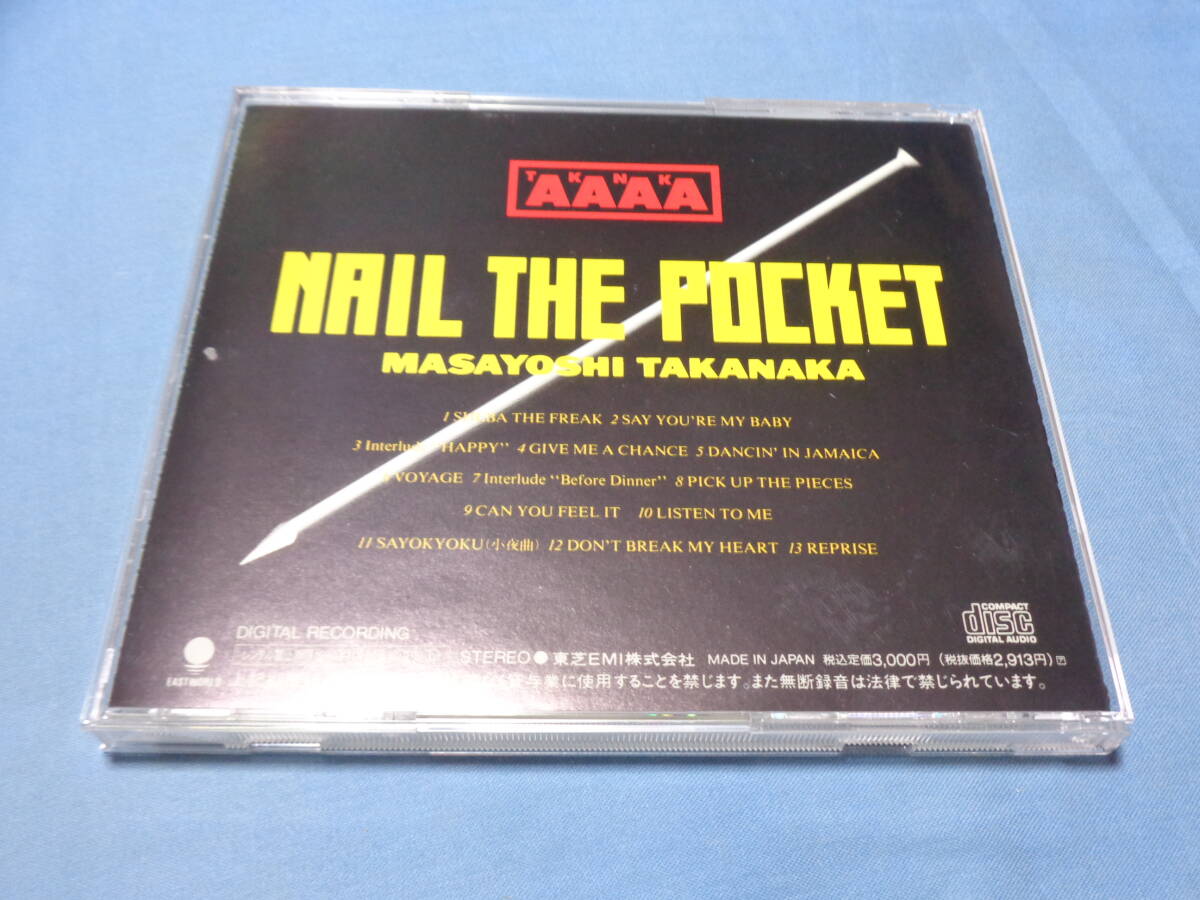 T K N K
AAAA
NAIL THE POCKET
MASAYOSHI TAKANAKA
1 THE FREAK 2 SAY YOU'RE MY BABY
3 "HAPPY" 4 GIVE ME A CHANCE 5 DANCIN' IN JAMAICA
VOYAGE 7 Interlude "Before Dinner" 8 PICK UP THE PIECES
9 CAN YOU FEEL IT 10 LISTEN TO ME
11 SAYOKYOKU(小夜曲) 12 DON'T BREAK MY HEART 13 REPRISE
COMPACT
disc
DIGITAL AUDIO
DIGITAL RECORDING
STEREO● 東芝EMI株式会社 MADE IN JAPAN 税込定価3,000円 (税抜価格2,913円)
EASTWORLD
貸与業に使用することを禁じます。また無断録音は法律で禁じられています。